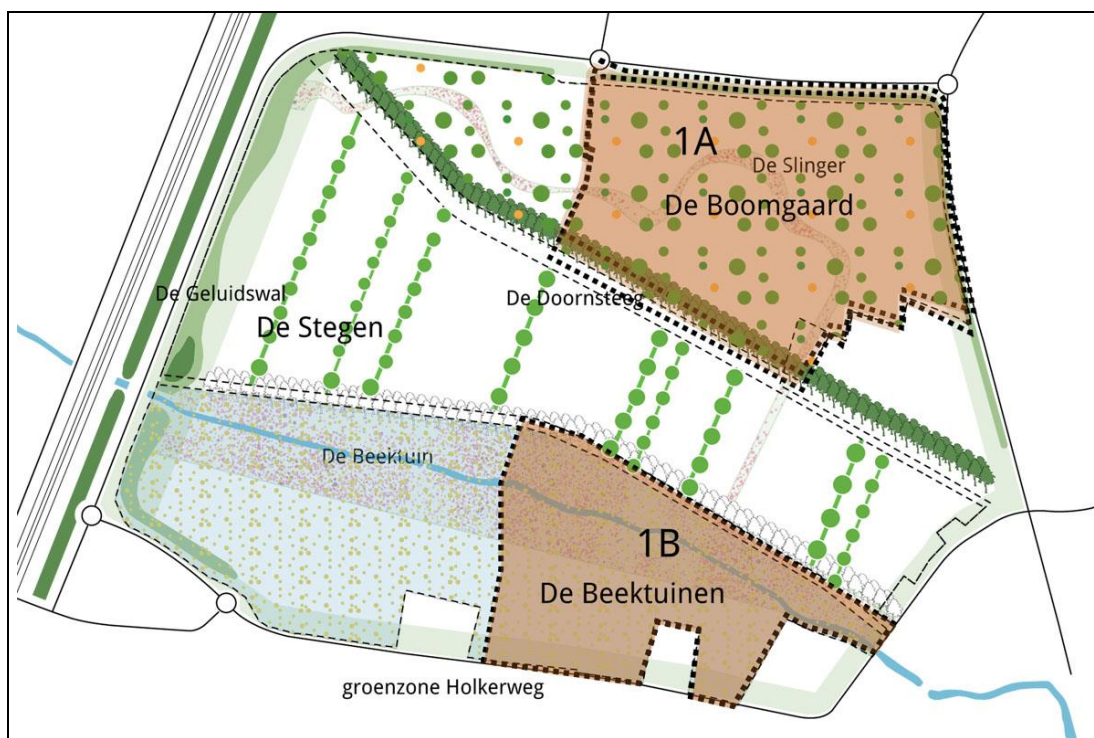 1A
De Slinger
De Boomgaard
De Geluidswal
De Doornsteeg
De Stegen
De Beektuin
1B
De Beektuinen
groenzone Holkerweg